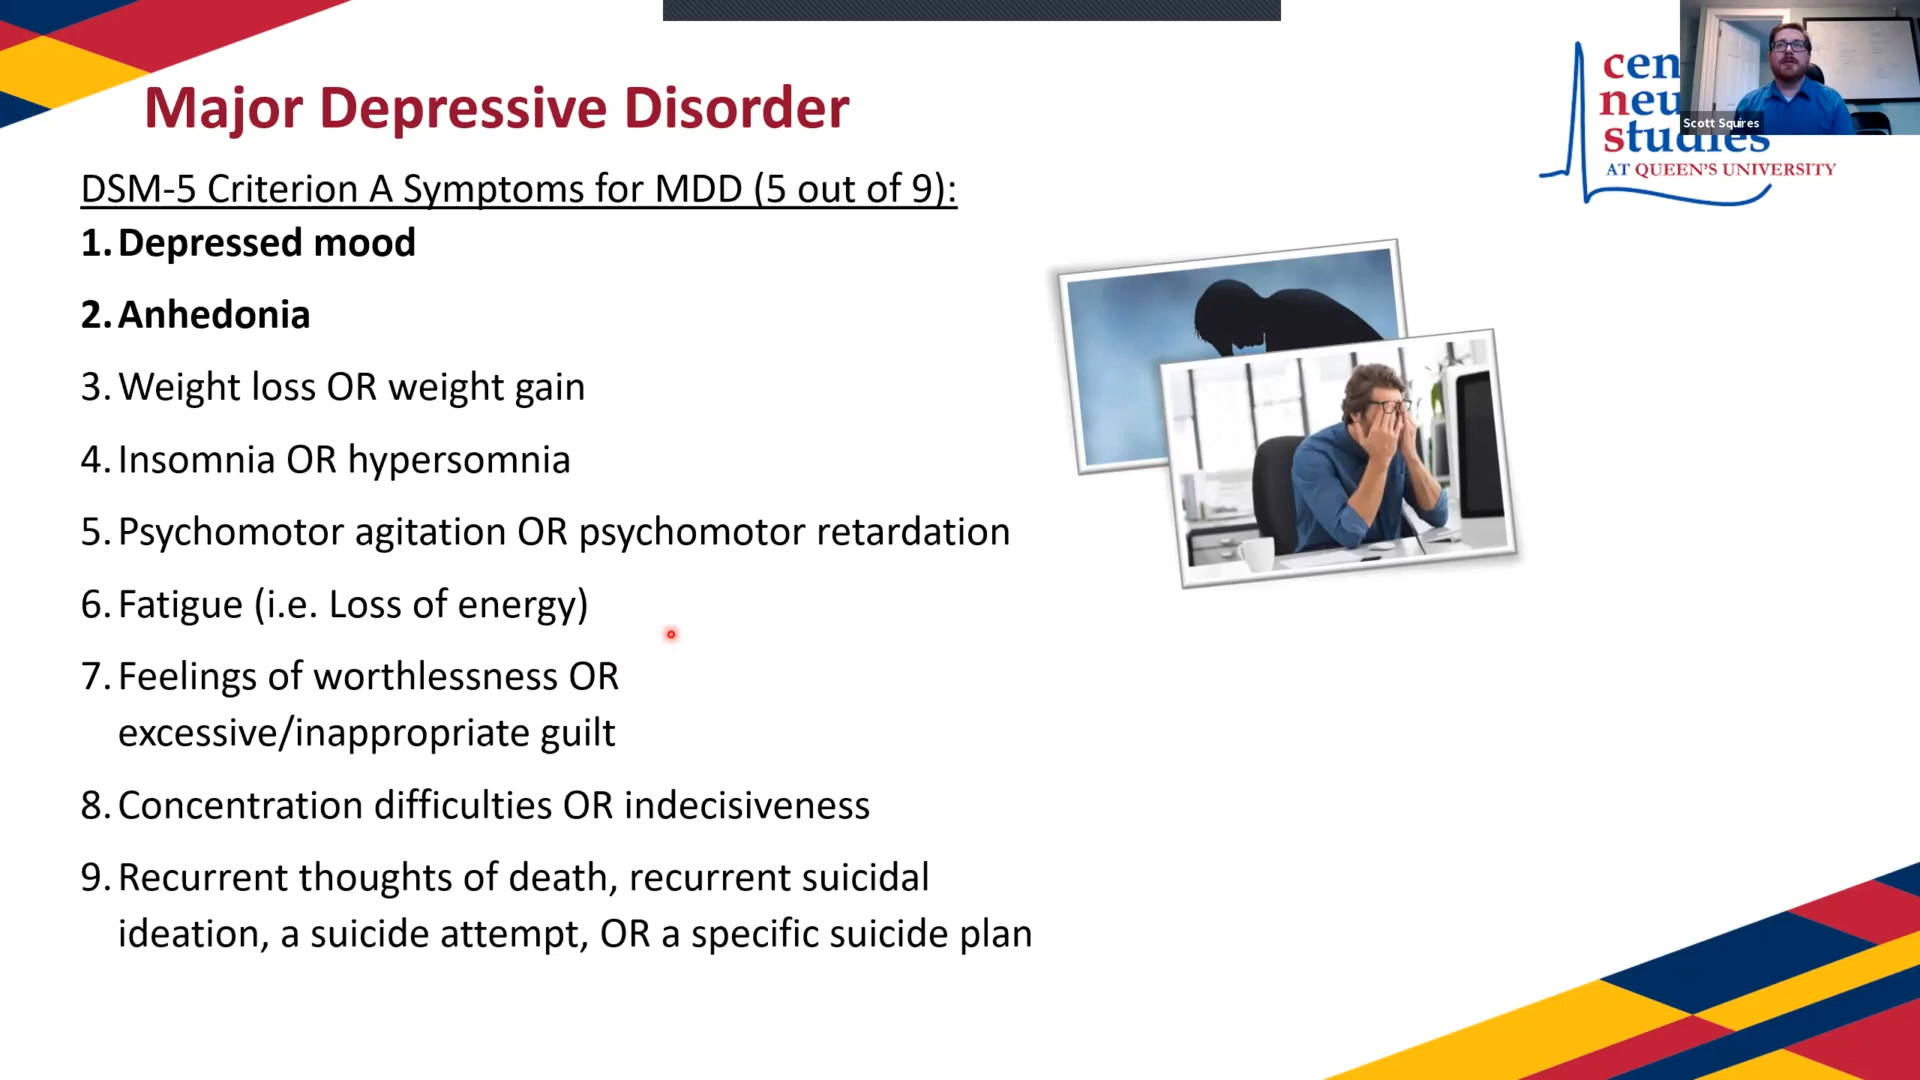 Major Depressive Disorder
DSM-5 Criterion A Symptoms for MDD (5 out of 9):
1. Depressed mood
2. Anhedonia
3. Weight loss OR weight gain
4. Insomnia OR hypersomnia
5. Psychomotor agitation OR psychomotor retardation
6. Fatigue (i.e. Loss of energy)
7. Feelings of worthlessness OR
excessive/inappropriate guilt
8. Concentration difficulties OR indecisiveness
9. Recurrent thoughts of death, recurrent suicidal
ideation, a suicide attempt, OR a specific suicide plan
cen
neu
studies
AT QUEEN'S UNIVERSITY
Scott Squires